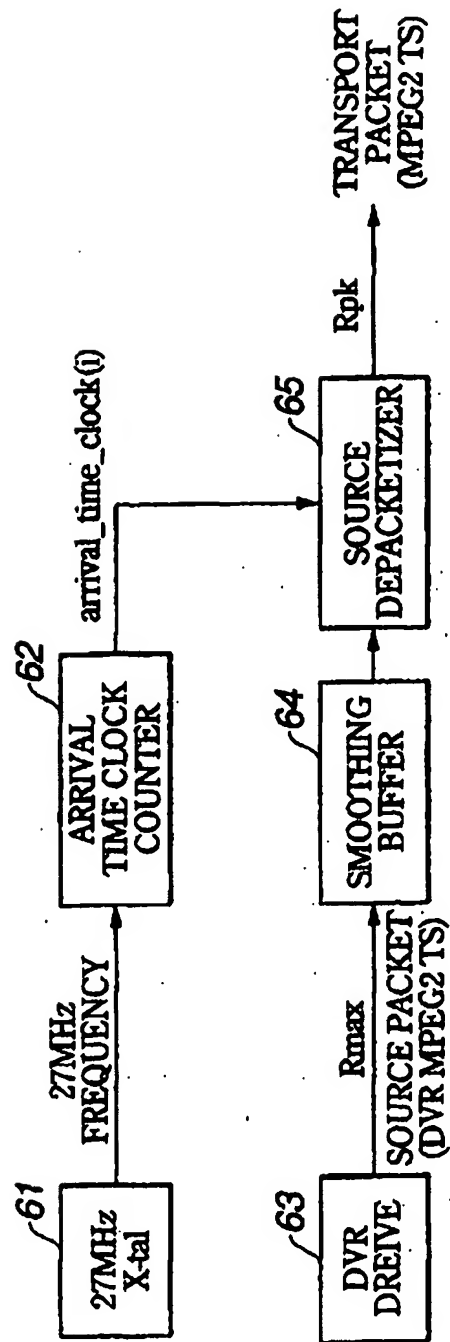 61
27MHz
X-tal
27MHz
FREQUENCY
62
ARRIVAL
TIME CLOCK
COUNTER
arrival_time_clock(i)
63
DVR
DREIVE
Rmax
SOURCE PACKET
(DVR MPEG2 TS)
64
SMOOTHING
BUFFER
65
SOURCE
DEPACKETIZER
Rpk
TRANSPORT
PACKET
(MPEG2 TS)